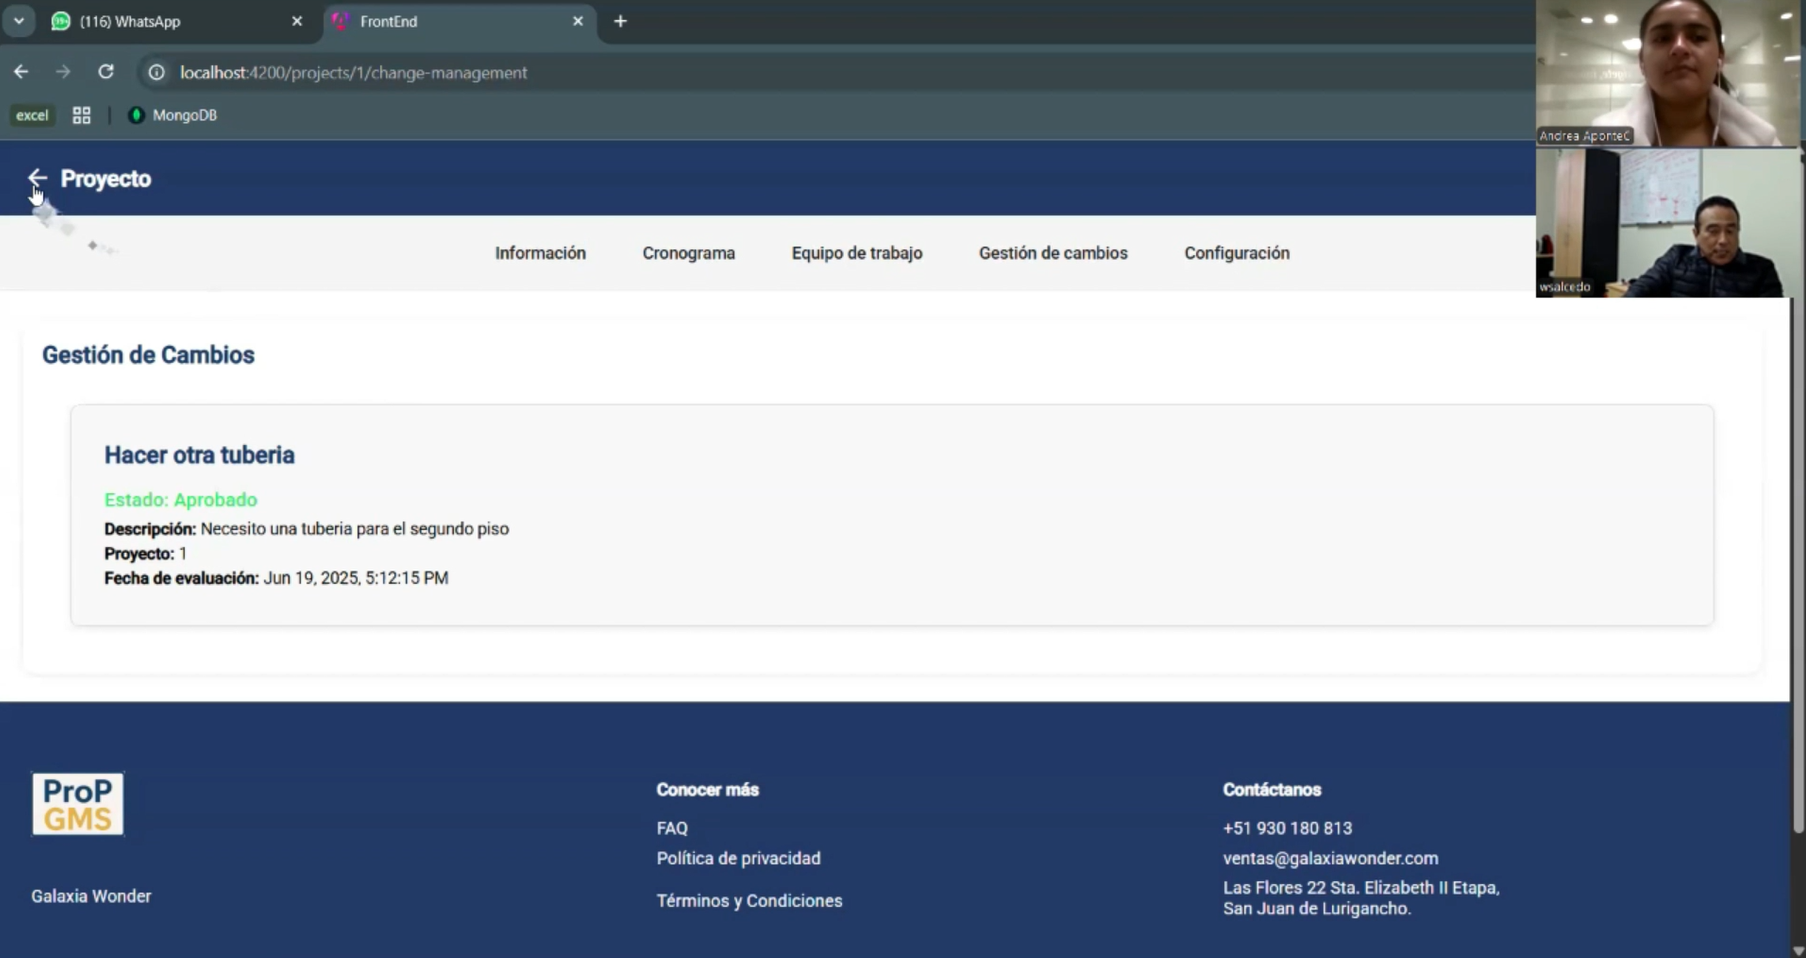 (116) WhatsApp
FrontEnd
localhost:4200/projects/1/change-management
excel
MongoDB
Andrea AponteC
wsalcedo
Proyecto
Información
Cronograma
Equipo de trabajo
Gestión de cambios
Configuración
Gestión de Cambios
Hacer otra tuberia
Estado: Aprobado
Descripción: Necesito una tuberia para el segundo piso
Proyecto: 1
Fecha de evaluación: Jun 19, 2025, 5:12:15 PM
ProP
GMS
Galaxia Wonder
Conocer más
FAQ
Política de privacidad
Términos y Condiciones
Contáctanos
+51 930 180 813
ventas@galaxiawonder.com
Las Flores 22 Sta. Elizabeth II Etapa,
San Juan de Lurigancho.